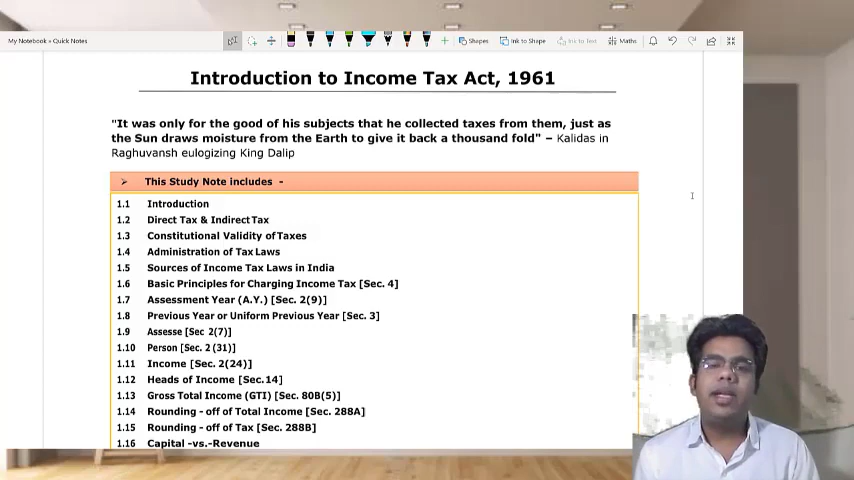 My Notebook » Quick Notes
Shapes Ink to Shape Ink to Text Maths
Introduction to Income Tax Act, 1961
"It was only for the good of his subjects that he collected taxes from them, just as
the Sun draws moisture from the Earth to give it back a thousand fold" – Kalidas in
Raghuvansh eulogizing King Dalip
➢ This Study Note includes -
1.1 Introduction
1.2 Direct Tax & Indirect Tax
1.3 Constitutional Validity of Taxes
1.4 Administration of Tax Laws
1.5 Sources of Income Tax Laws in India
1.6 Basic Principles for Charging Income Tax [Sec. 4]
1.7 Assessment Year (A.Y.) [Sec. 2(9)]
1.8 Previous Year or Uniform Previous Year [Sec. 3]
1.9 Assesse [Sec 2(7)]
1.10 Person [Sec. 2 (31)]
1.11 Income [Sec. 2(24)]
1.12 Heads of Income [Sec.14]
1.13 Gross Total Income (GTI) [Sec. 80B(5)]
1.14 Rounding - off of Total Income [Sec. 288A]
1.15 Rounding - off of Tax [Sec. 288B]
1.16 Capital -vs.-Revenue